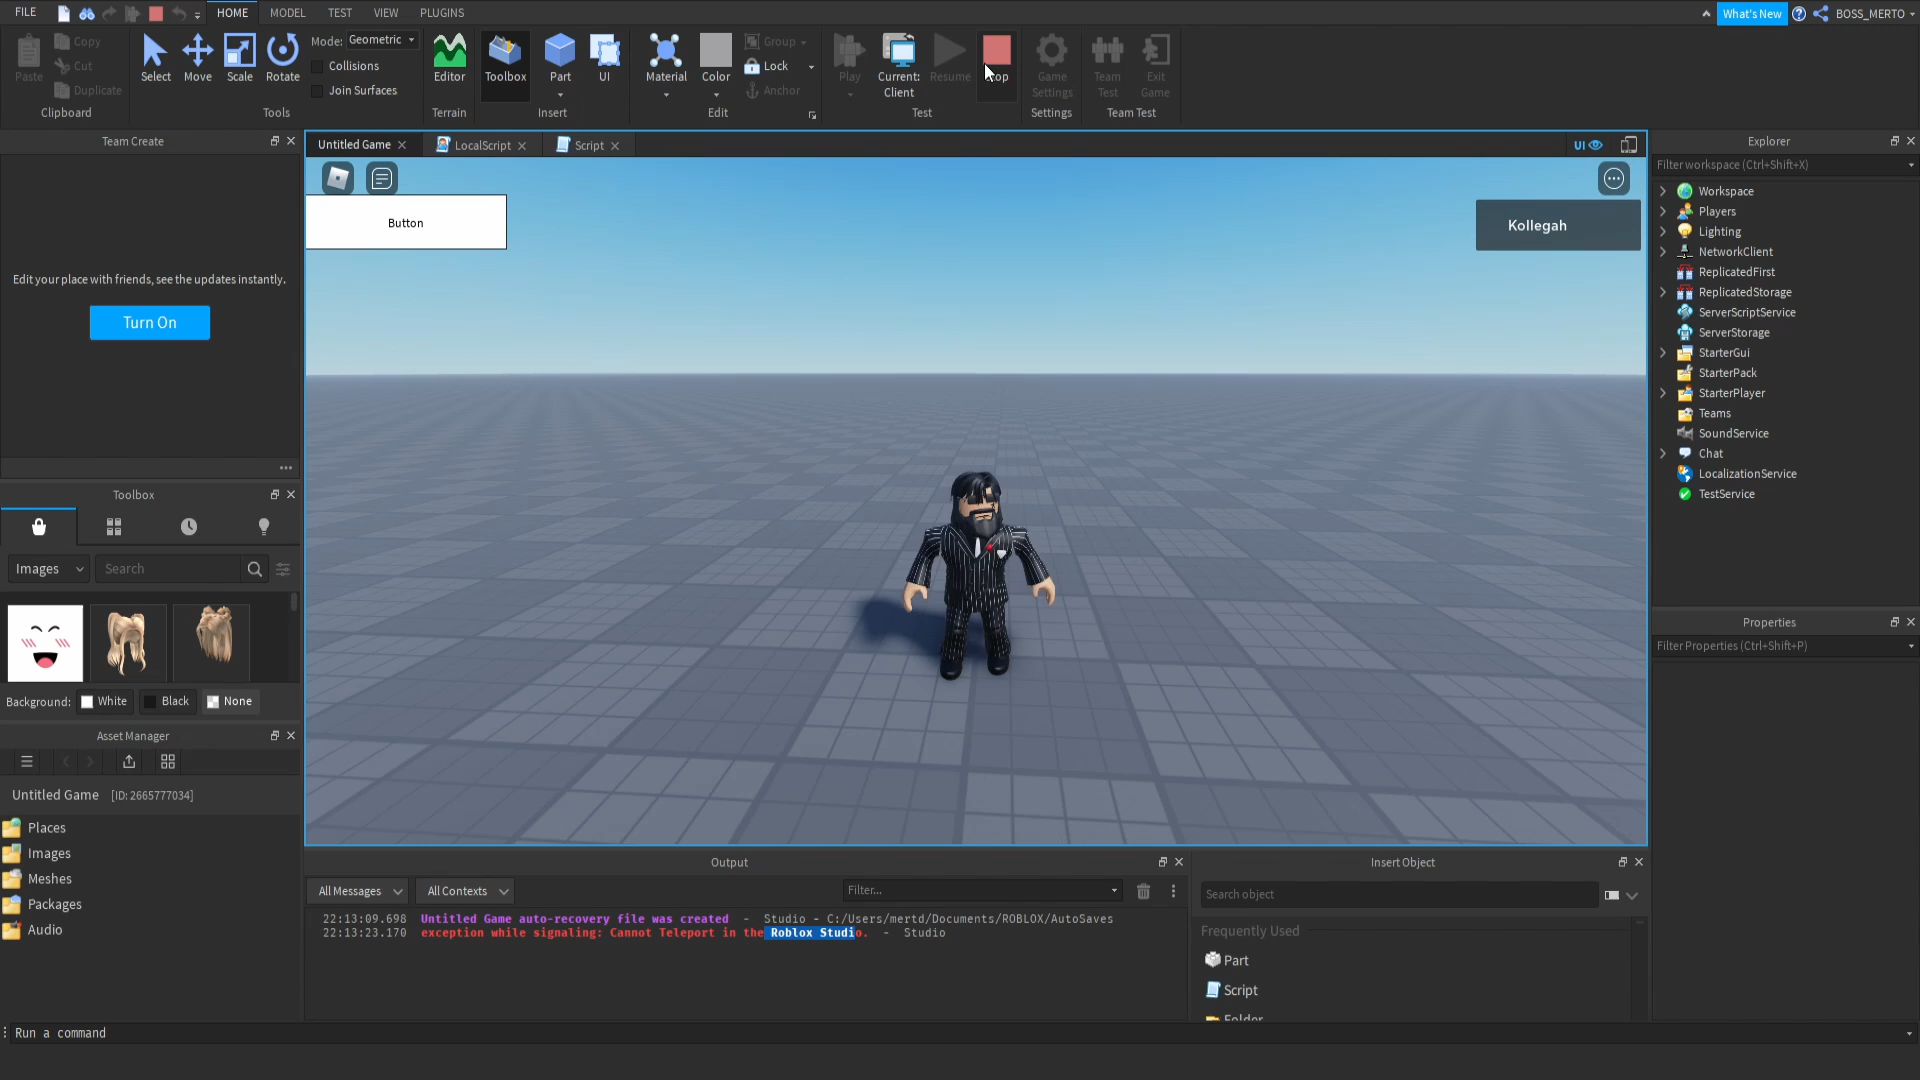 FILE
HOME
MODEL
TEST
VIEW
PLUGINS
What's New
BOSS_MERTO
Paste
Copy
Cut
Duplicate
Clipboard
Select
Move
Scale
Rotate
Mode: Geometric
Collisions
Join Surfaces
Tools
Editor
Terrain
Toolbox
Part
UI
Insert
Material
Color
Group
Lock
Anchor
Edit
Play
Current:
Client
Resume
op
Test
Game
Settings
Settings
Team
Test
Exit
Game
Team Test
Team Create
Edit your place with friends, see the updates instantly.
Turn On
Toolbox
Images
Search
Background:
White
Black
None
Asset Manager
Untitled Game [ID: 2665777034]
Places
Images
Meshes
Packages
Audio
Untitled Game
LocalScript
Script
UI
Button
Kollegah
Output
All Messages
All Contexts
Filter...
22:13:09.698 Untitled Game auto-recovery file was created - Studio - C:/Users/mertd/Documents/ROBLOX/AutoSaves
22:13:23.170 exception while signaling: Cannot Teleport in the Roblox Studio. - Studio
Insert Object
Search object
Frequently Used
Part
Script
Folder
Explorer
Filter workspace (Ctrl+Shift+X)
Workspace
Players
Lighting
NetworkClient
ReplicatedFirst
ReplicatedStorage
ServerScriptService
ServerStorage
StarterGui
StarterPack
StarterPlayer
Teams
SoundService
Chat
LocalizationService
TestService
Properties
Filter Properties (Ctrl+Shift+P)
Run a command